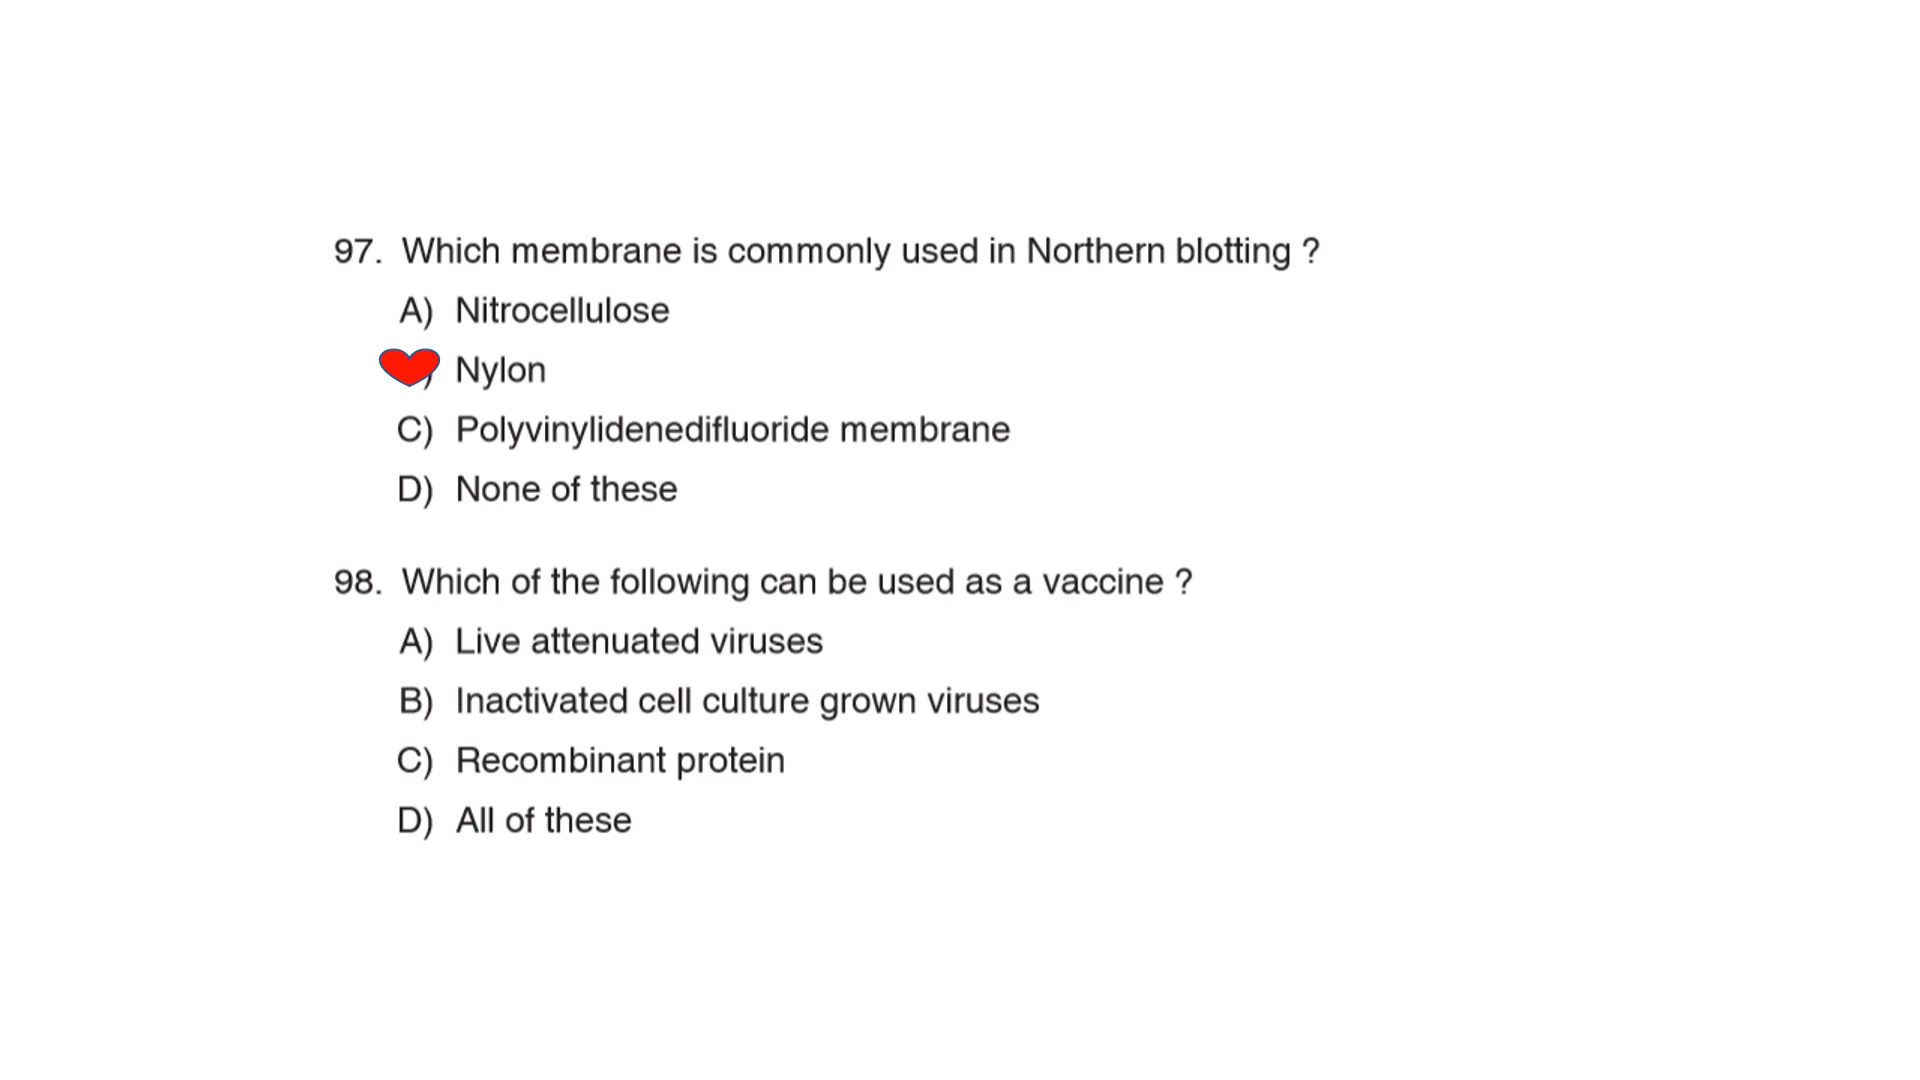 97. Which membrane is commonly used in Northern blotting ?
A) Nitrocellulose
) Nylon
C) Polyvinylidenedifluoride membrane
D) None of these
98. Which of the following can be used as a vaccine ?
A) Live attenuated viruses
B) Inactivated cell culture grown viruses
C) Recombinant protein
D) All of these